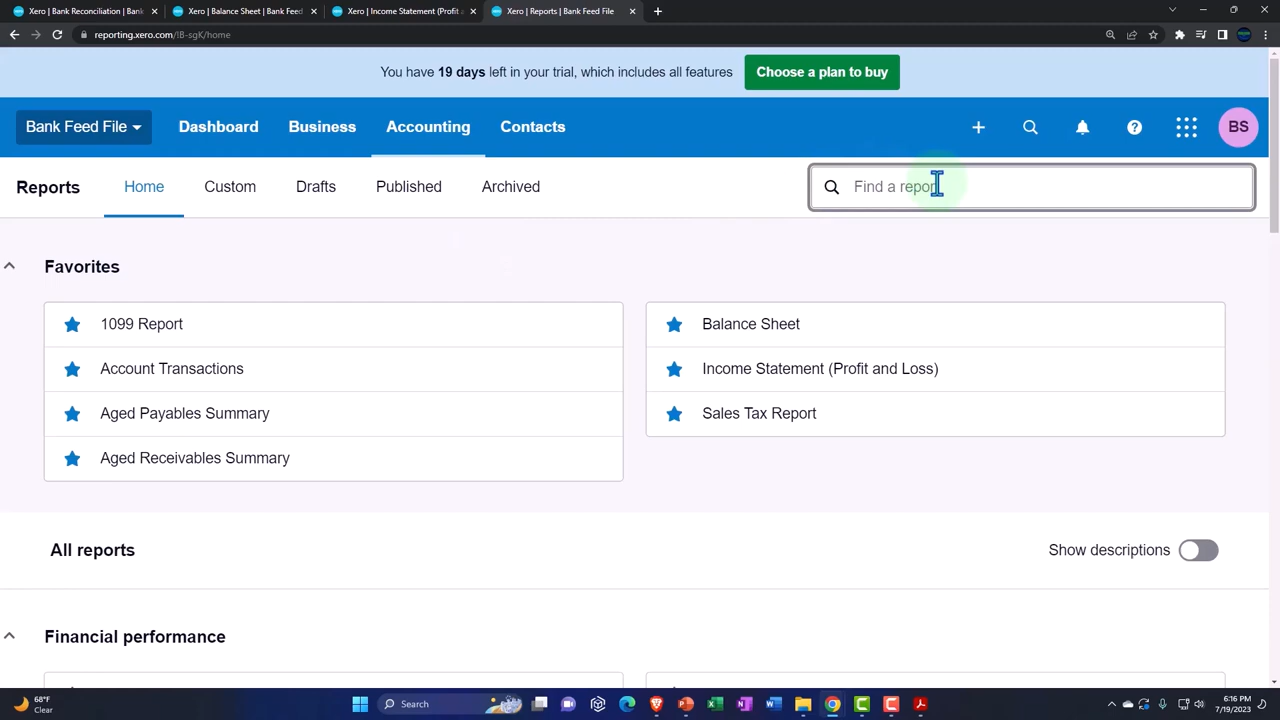 Xero | Bank Reconciliation | Bank
Xero | Balance Sheet | Bank Feed
Xero | Income Statement (Profit a
Xero | Reports | Bank Feed File
reporting.xero.com/!B-sgK/home
You have 19 days left in your trial, which includes all features
Choose a plan to buy
Bank Feed File
Dashboard
Business
Accounting
Contacts
BS
Reports
Home
Custom
Drafts
Published
Archived
Find a report
Favorites
1099 Report
Account Transactions
Aged Payables Summary
Aged Receivables Summary
Balance Sheet
Income Statement (Profit and Loss)
Sales Tax Report
All reports
Show descriptions
Financial performance
68°F
Clear
Search
6:16 PM
7/19/2023